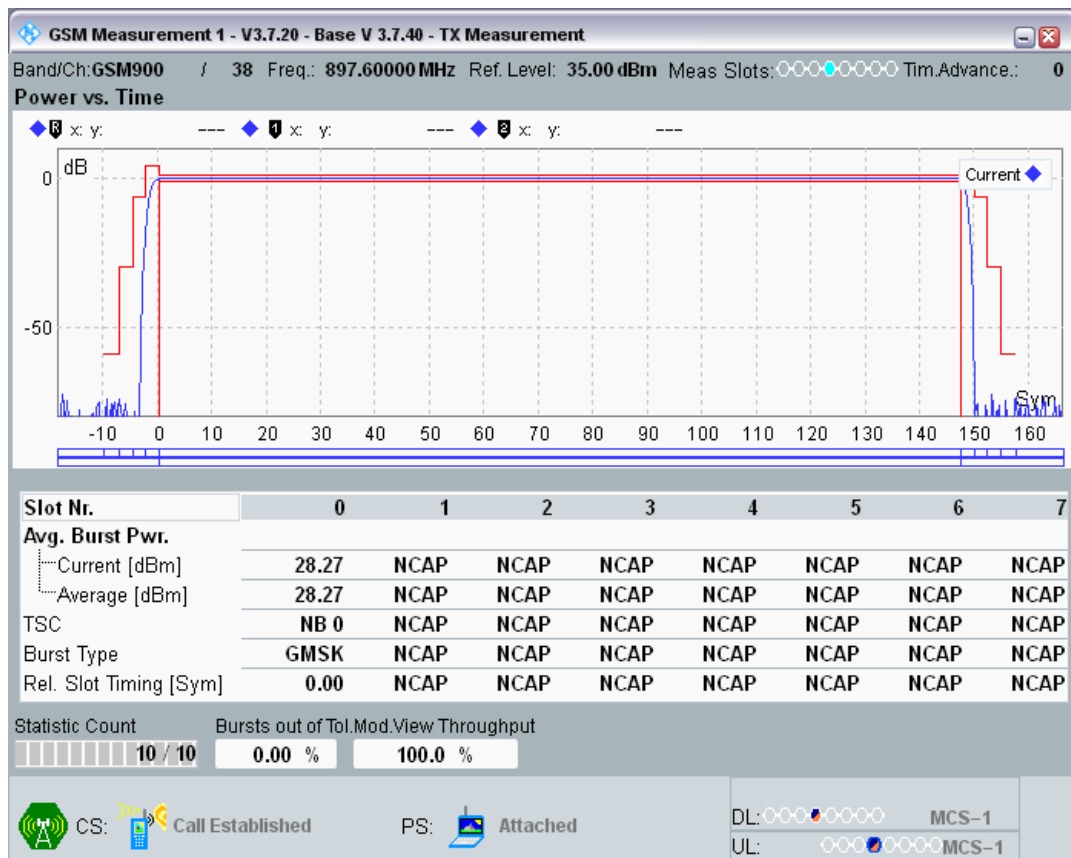 GSM Measurement 1 - V3.7.20 - Base V 3.7.40 - TX Measurement
Band/Ch:GSM900 / 38 Freq.: 897.60000 MHz Ref. Level: 35.00 dBm Meas Slots: Tim.Advance.: 0
Power vs. Time
R x: y: --- 1 x: y: --- 2 x: y: ---
dB
0
Current
-50
Sym
-10 0 10 20 30 40 50 60 70 80 90 100 110 120 130 140 150 160
Slot Nr. 0 1 2 3 4 5 6 7
Avg. Burst Pwr.
Current [dBm] 28.27 NCAP NCAP NCAP NCAP NCAP NCAP NCAP
Average [dBm] 28.27 NCAP NCAP NCAP NCAP NCAP NCAP NCAP
TSC NB 0 NCAP NCAP NCAP NCAP NCAP NCAP NCAP
Burst Type GMSK NCAP NCAP NCAP NCAP NCAP NCAP NCAP
Rel. Slot Timing [Sym] 0.00 NCAP NCAP NCAP NCAP NCAP NCAP NCAP
Statistic Count Bursts out of Tol. Mod.View Throughput
10 / 10 0.00 % 100.0 %
CS: Call Established PS: Attached
DL: MCS-1
UL: MCS-1